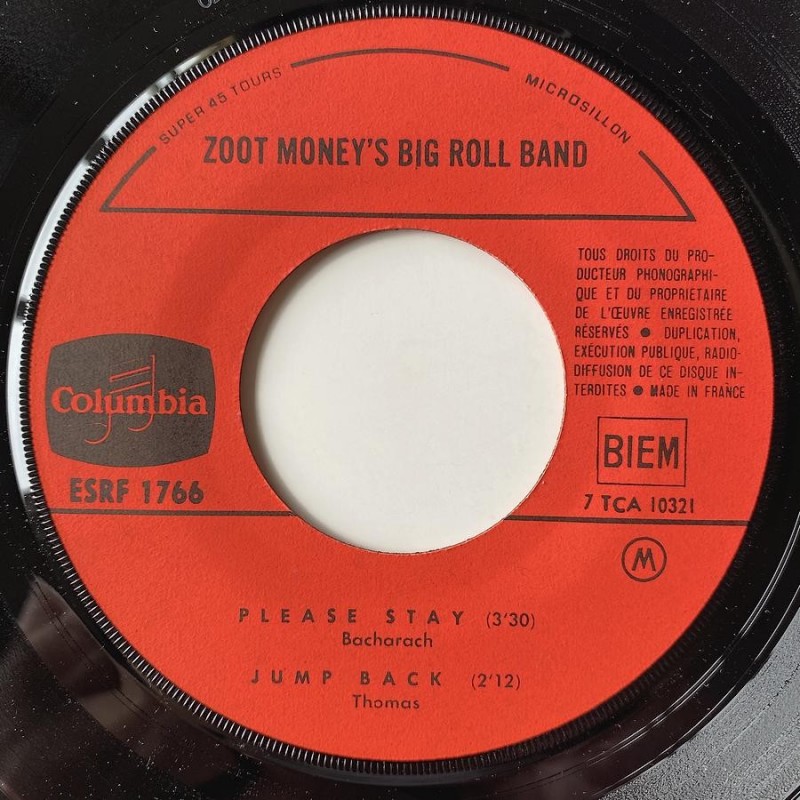 SUPER 45 TOURS
MICROSILLON
ZOOT MONEY'S BIG ROLL BAND
TOUS DROITS DU PRO-
DUCTEUR PHONOGRAPHI-
QUE ET DU PROPRIÉTAIRE
DE L'ŒUVRE ENREGISTRÉE
RÉSERVÉS ● DUPLICATION,
EXÉCUTION PUBLIQUE, RADIO-
DIFFUSION DE CE DISQUE IN-
TERDITES ● MADE IN FRANCE
Columbia
ESRF 1766
BIEM
7 TCA 10321
M
PLEASE STAY (3'30)
Bacharach
JUMP BACK (2'12)
Thomas